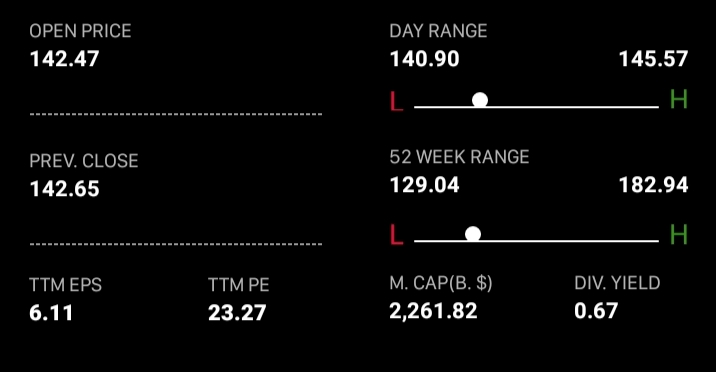 OPEN PRICE
142.47
DAY RANGE
140.90 145.57
L H
PREV. CLOSE
142.65
52 WEEK RANGE
129.04 182.94
L H
TTM EPS TTM PE M. CAP(B. $) DIV. YIELD
6.11 23.27 2,261.82 0.67